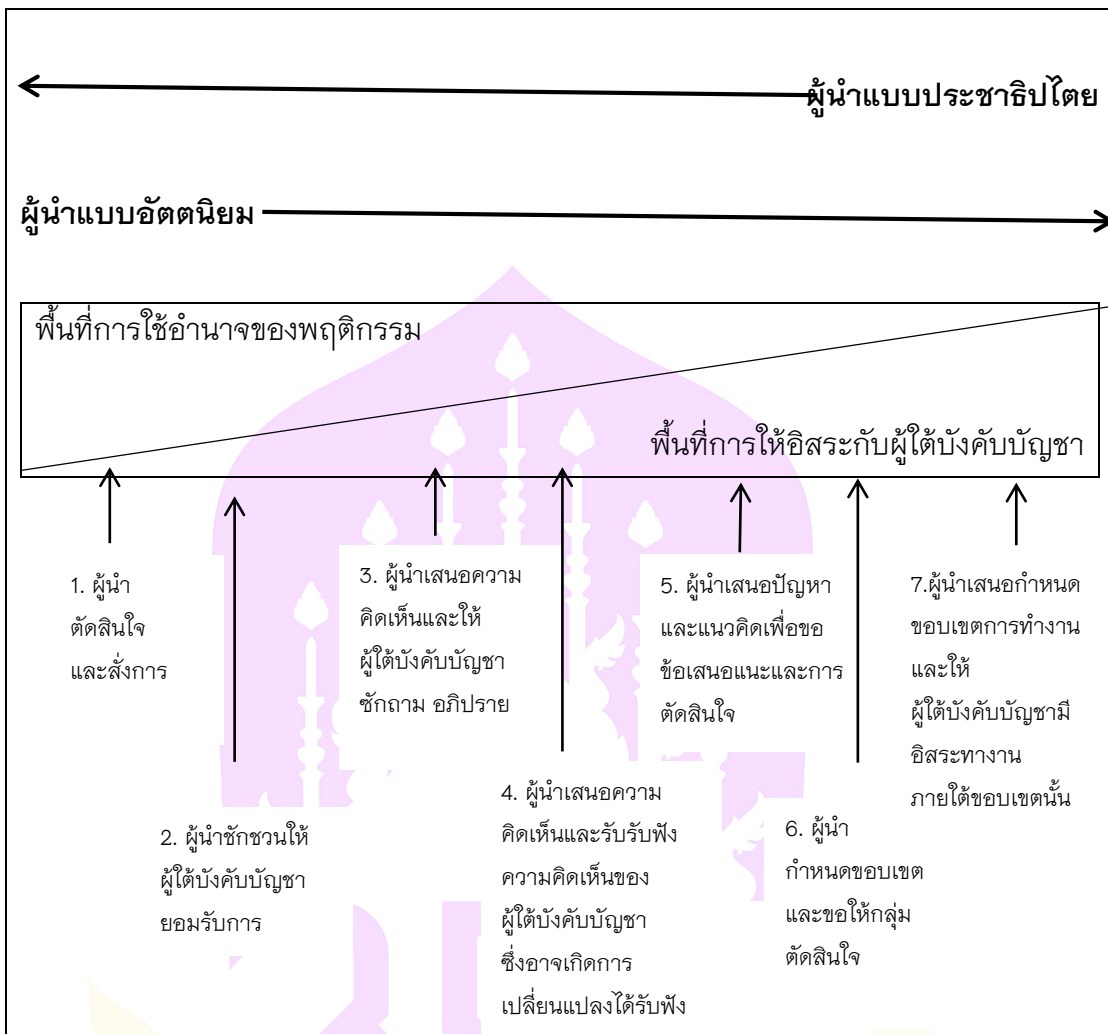 ผู้นำแบบประชาธิปไตย
ผู้นำแบบอัตตนิยม
พื้นที่การใช้อำนาจของพฤติกรรม
พื้นที่การให้อิสระกับผู้ใต้บังคับบัญชา
1. ผู้นำ
ตัดสินใจ
และสั่งการ
2. ผู้นำชักชวนให้
ผู้ใต้บังคับบัญชา
ยอมรับการ
3. ผู้นำเสนอความ
คิดเห็นและให้
ผู้ใต้บังคับบัญชา
ซักถาม อภิปราย
4. ผู้นำเสนอความ
คิดเห็นและรับรับฟัง
ความคิดเห็นของ
ผู้ใต้บังคับบัญชา
ซึ่งอาจเกิดการ
เปลี่ยนแปลงได้รับฟัง
5. ผู้นำเสนอปัญหา
และแนวคิดเพื่อขอ
ข้อเสนอแนะและการ
ตัดสินใจ
6. ผู้นำ
กำหนดขอบเขต
และขอให้กลุ่ม
ตัดสินใจ
7.ผู้นำเสนอกำหนด
ขอบเขตการทำงาน
และให้
ผู้ใต้บังคับบัญชามี
อิสระทางาน
ภายใต้ขอบเขตนั้น